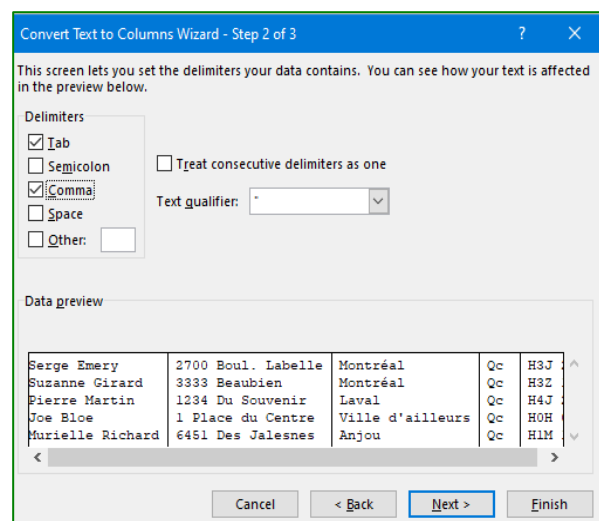 Convert Text to Columns Wizard - Step 2 of 3 ? ×
This screen lets you set the delimiters your data contains. You can see how your text is affected
in the preview below.
Delimiters
Tab
Semicolon
Comma
Space
Other:
Treat consecutive delimiters as one
Text qualifier: "
Data preview
Serge Emery 2700 Boul. Labelle Montréal Qc H3J
Suzanne Girard 3333 Beaubien Montréal Qc H3Z
Pierre Martin 1234 Du Souvenir Laval Qc H4J
Joe Bloe 1 Place du Centre Ville d'ailleurs Qc H0H
Murielle Richard 6451 Des Jalesnes Anjou Qc H1M
Cancel < Back Next > Finish